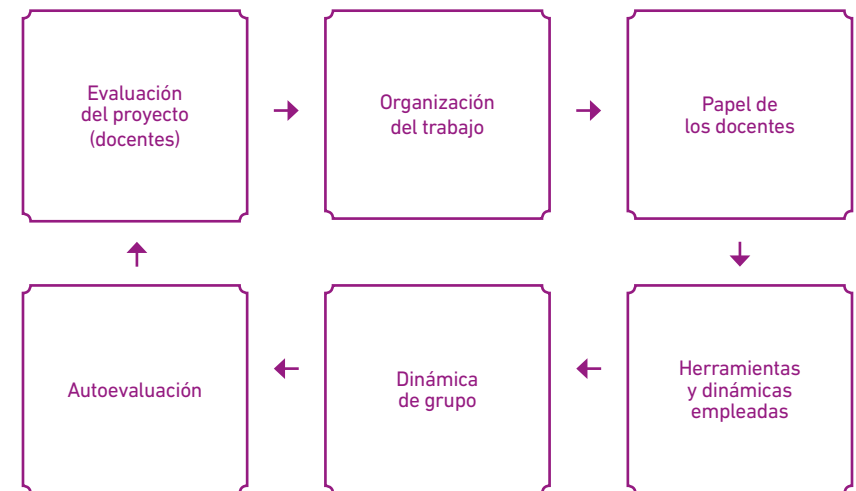 Evaluación
del proyecto
(docentes)
Organización
del trabajo
Papel de
los docentes
Autoevaluación
Dinámica
de grupo
Herramientas
y dinámicas
empleadas